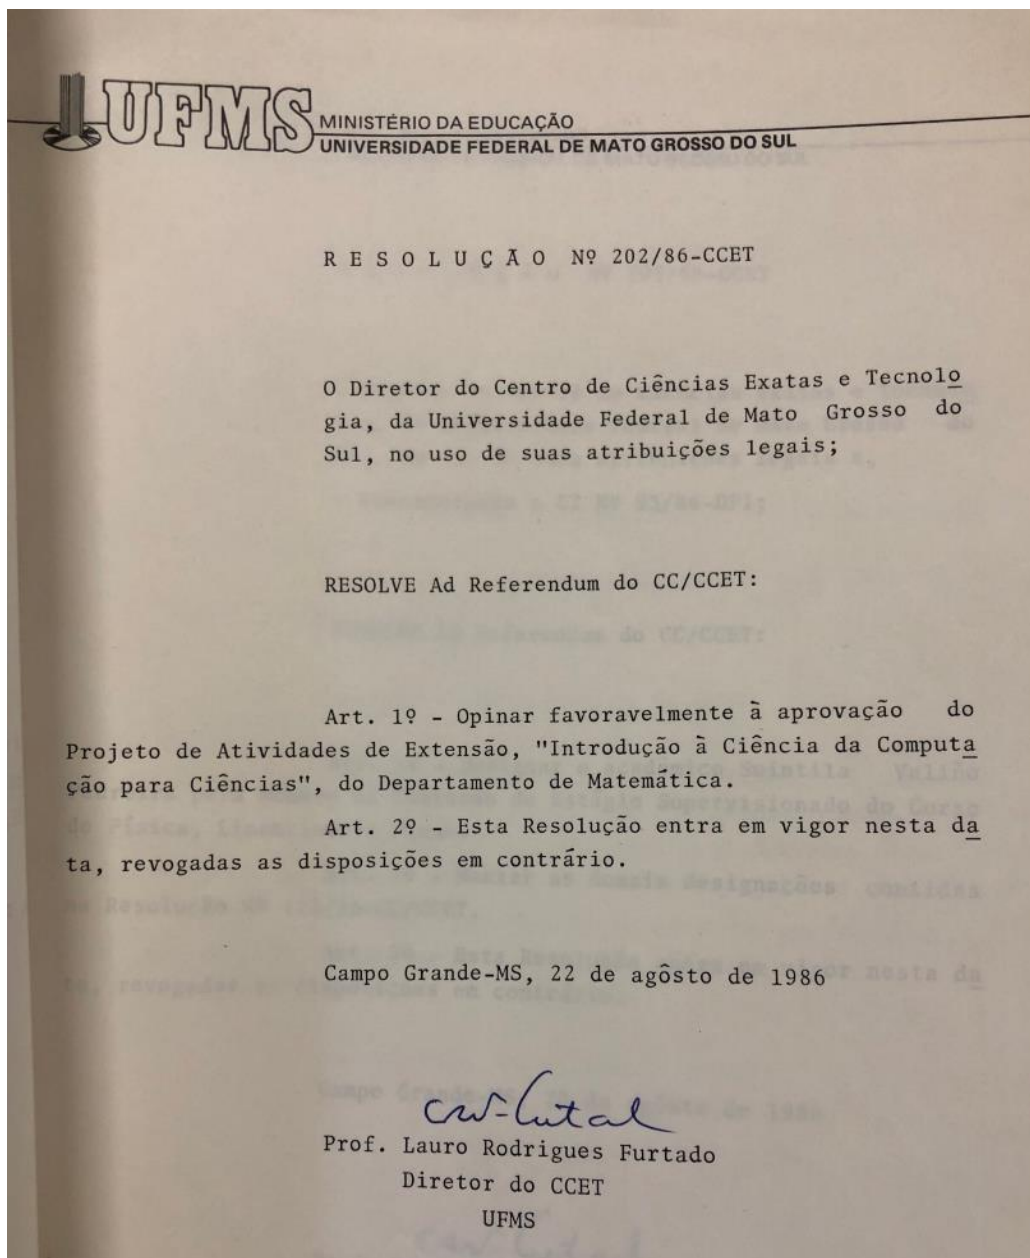 UFMS
MINISTÉRIO DA EDUCAÇÃO
UNIVERSIDADE FEDERAL DE MATO GROSSO DO SUL
R E S O L U Ç Ã O Nº 202/86-CCET
O Diretor do Centro de Ciências Exatas e Tecnolo
gia, da Universidade Federal de Mato Grosso do
Sul, no uso de suas atribuições legais;
RESOLVE Ad Referendum do CC/CCET:
Art. 1º - Opinar favoravelmente à aprovação do
Projeto de Atividades de Extensão, "Introdução à Ciência da Computa
ção para Ciências", do Departamento de Matemática.
Art. 2º - Esta Resolução entra em vigor nesta da
ta, revogadas as disposições em contrário.
Campo Grande-MS, 22 de agôsto de 1986
Prof. Lauro Rodrigues Furtado
Diretor do CCET
UFMS